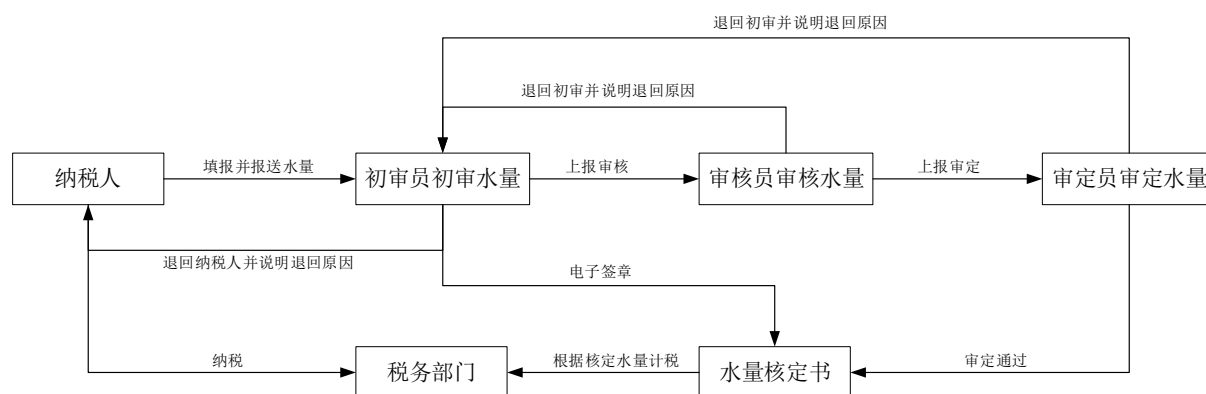 退回初审并说明退回原因
退回初审并说明退回原因
纳税人
填报并报送水量
初审员初审水量
上报审核
审核员审核水量
上报审定
审定员审定水量
退回纳税人并说明退回原因
电子签章
纳税
税务部门
根据核定水量计税
水量核定书
审定通过